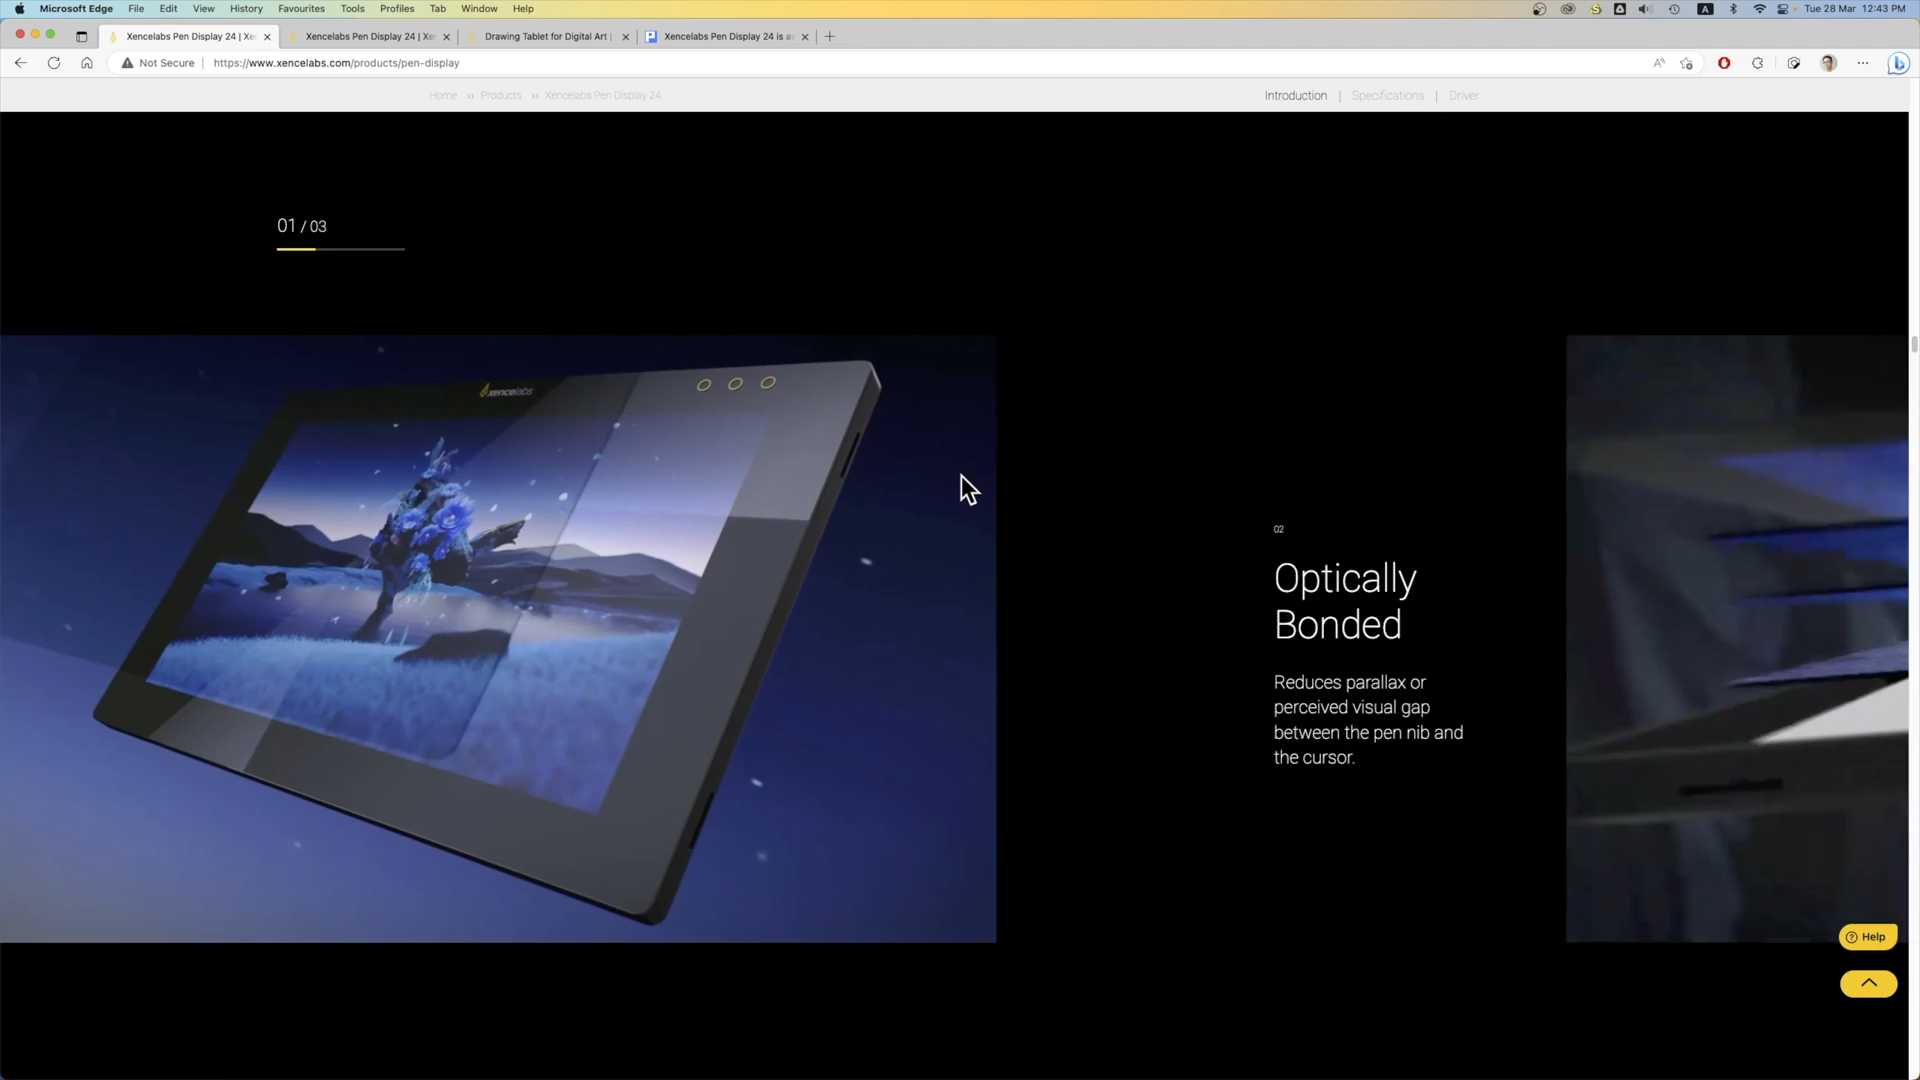 Microsoft Edge File Edit View History Favourites Tools Profiles Tab Window Help
A Tue 28 Mar 12:43 PM
Xencelabs Pen Display 24 | Xe
Xencelabs Pen Display 24 | Xe
Drawing Tablet for Digital Art |
Xencelabs Pen Display 24 is a
Not Secure https://www.xencelabs.com/products/pen-display
Home » Products » Xencelabs Pen Display 24
Introduction | Specifications | Driver
01 / 03
xencelabs
02
Optically
Bonded
Reduces parallax or
perceived visual gap
between the pen nib and
the cursor.
Help